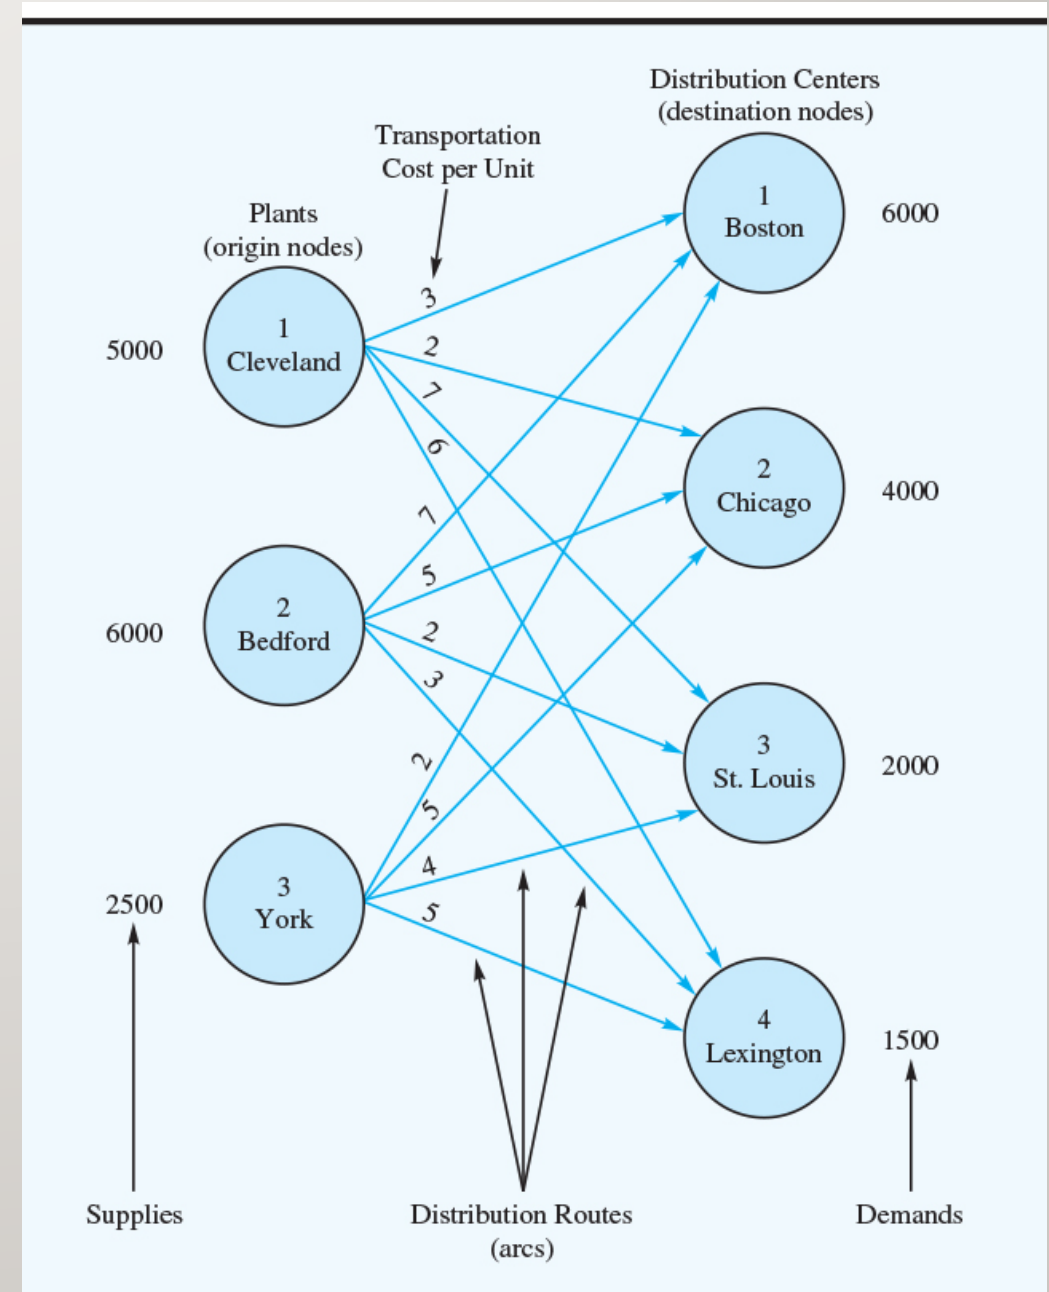 Distribution Centers
(destination nodes)
Transportation
Cost per Unit
Plants
(origin nodes)
1
Boston
6000
3
5000
1
Cleveland
2
7
6
2
Chicago
4000
7
5
6000
2
Bedford
2
3
3
St. Louis
2000
2
5
4
2500
3
York
5
4
Lexington
1500
Supplies
Distribution Routes
(arcs)
Demands